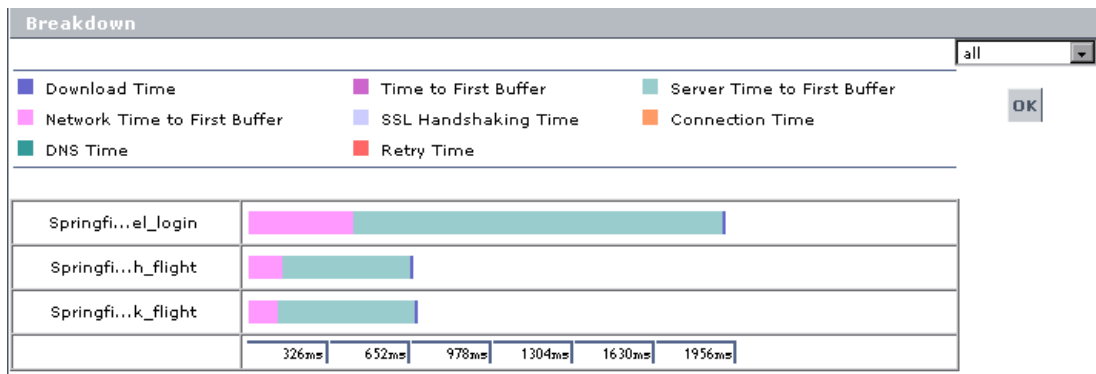 Breakdown
all
Download Time Time to First Buffer Server Time to First Buffer
OK
Network Time to First Buffer SSL Handshaking Time Connection Time
DNS Time Retry Time
Springfi...el_login
Springfi...h_flight
Springfi...k_flight
326ms 652ms 978ms 1304ms 1630ms 1956ms